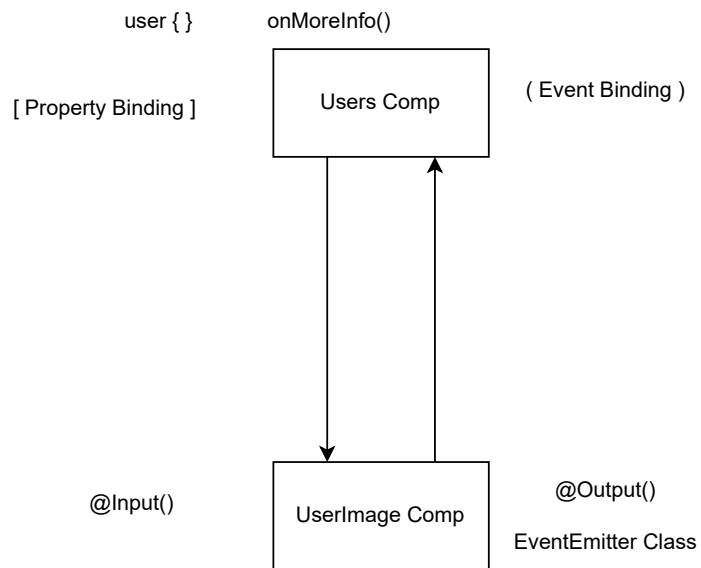 user { }
onMoreInfo()
[ Property Binding ]
Users Comp
( Event Binding )
@Input()
UserImage Comp
@Output()
EventEmitter Class